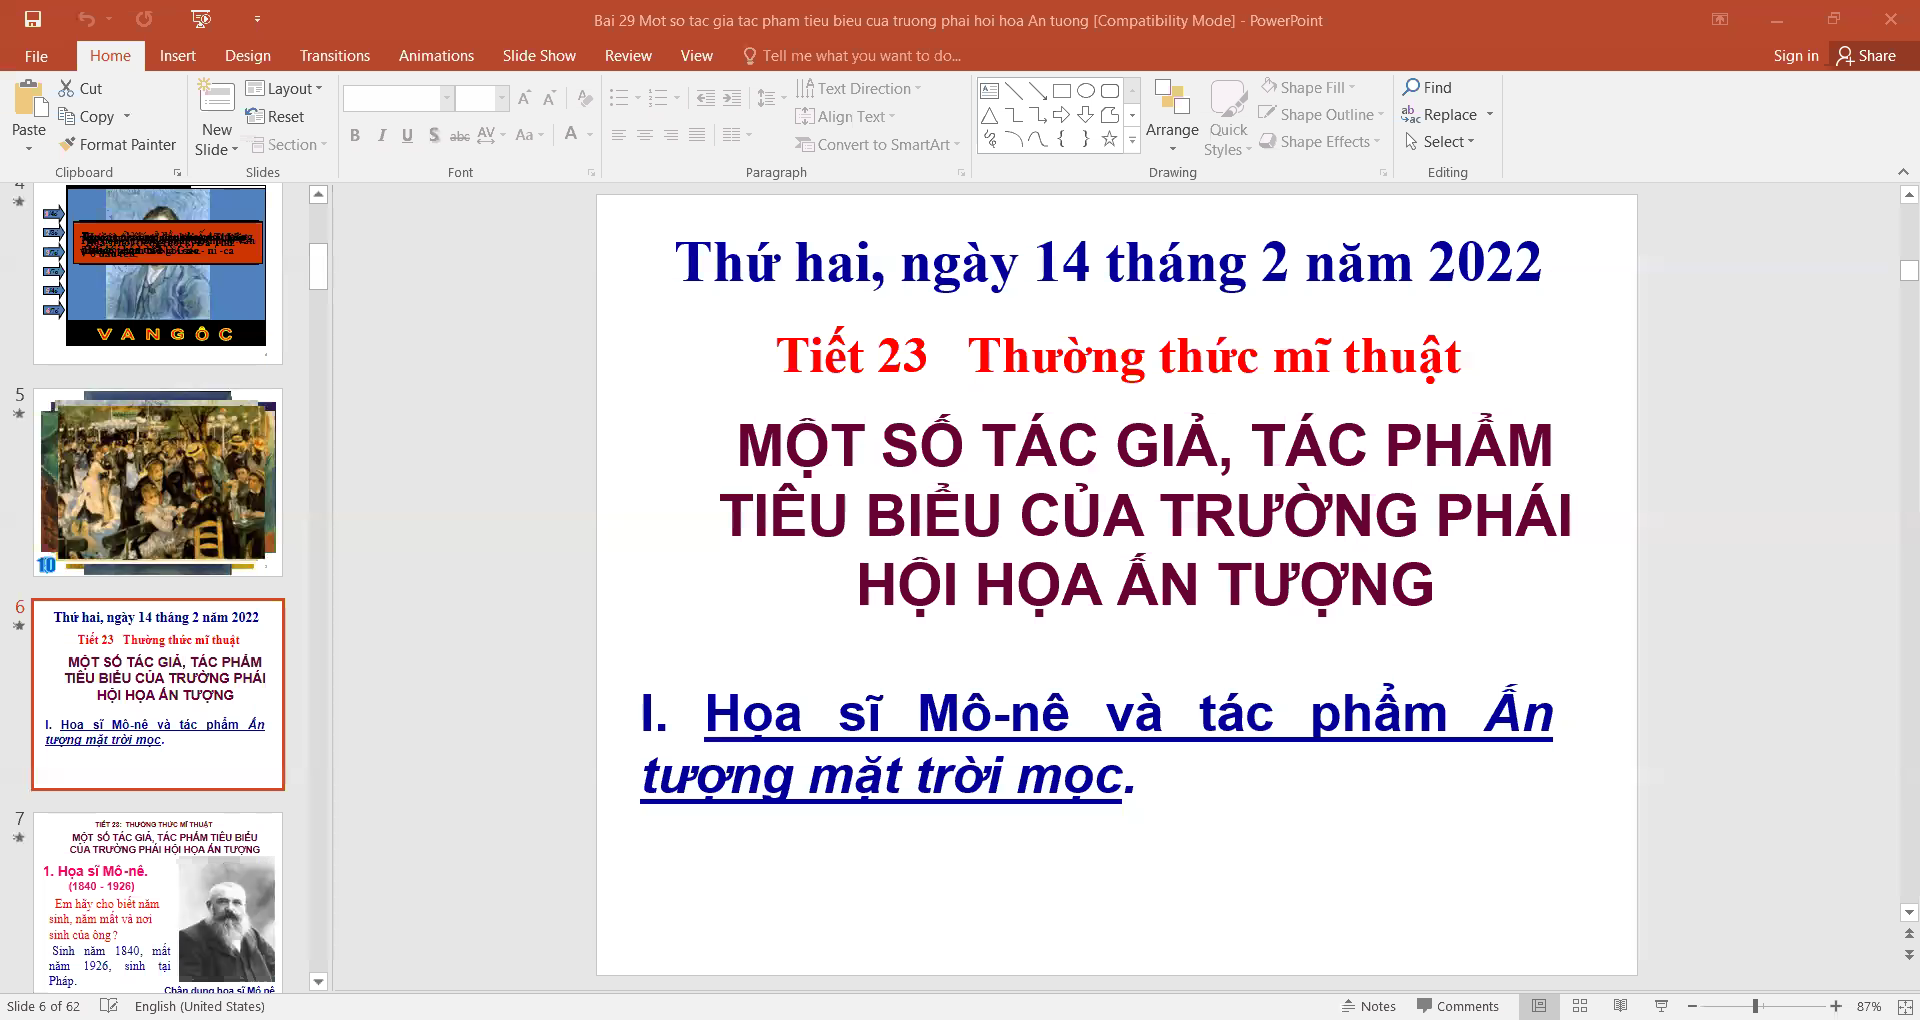 Bai 29 Mot so tac gia tac pham tieu bieu cua truong phai hoi hoa An tuong [Compatibility Mode] - PowerPoint
File Home Insert Design Transitions Animations Slide Show Review View Tell me what you want to do... Sign in Share
Paste
Cut
Copy
Format Painter
Clipboard
New Slide
Layout
Reset
Section
Slides
Font
Text Direction
Align Text
Convert to SmartArt
Paragraph
Arrange
Quick Styles
Shape Fill
Shape Outline
Shape Effects
Drawing
Find
Replace
Select
Editing
4
V A N G Ô C
5
10
6
Thứ hai, ngày 14 tháng 2 năm 2022
Tiết 23 Thường thức mĩ thuật
MỘT SỐ TÁC GIẢ, TÁC PHẨM
TIÊU BIỂU CỦA TRƯỜNG PHÁI
HỘI HỌA ẤN TƯỢNG
I. Họa sĩ Mô-nê và tác phẩm Ấn
tượng mặt trời mọc.
7
TIẾT 23: THƯỜNG THỨC MĨ THUẬT
MỘT SỐ TÁC GIẢ, TÁC PHẨM TIÊU BIỂU
CỦA TRƯỜNG PHÁI HỘI HỌA ẤN TƯỢNG
1. Họa sĩ Mô-nê.
(1840 - 1926)
Em hãy cho biết năm
sinh, năm mất và nơi
sinh của ông?
Sinh năm 1840, mất
năm 1926, sinh tại
Pháp.
Chân dung họa sĩ Mô nê
Thứ hai, ngày 14 tháng 2 năm 2022
Tiết 23 Thường thức mĩ thuật
MỘT SỐ TÁC GIẢ, TÁC PHẨM
TIÊU BIỂU CỦA TRƯỜNG PHÁI
HỘI HỌA ẤN TƯỢNG
I. Họa sĩ Mô-nê và tác phẩm Ấn
tượng mặt trời mọc.
Slide 6 of 62 English (United States) Notes Comments 87%